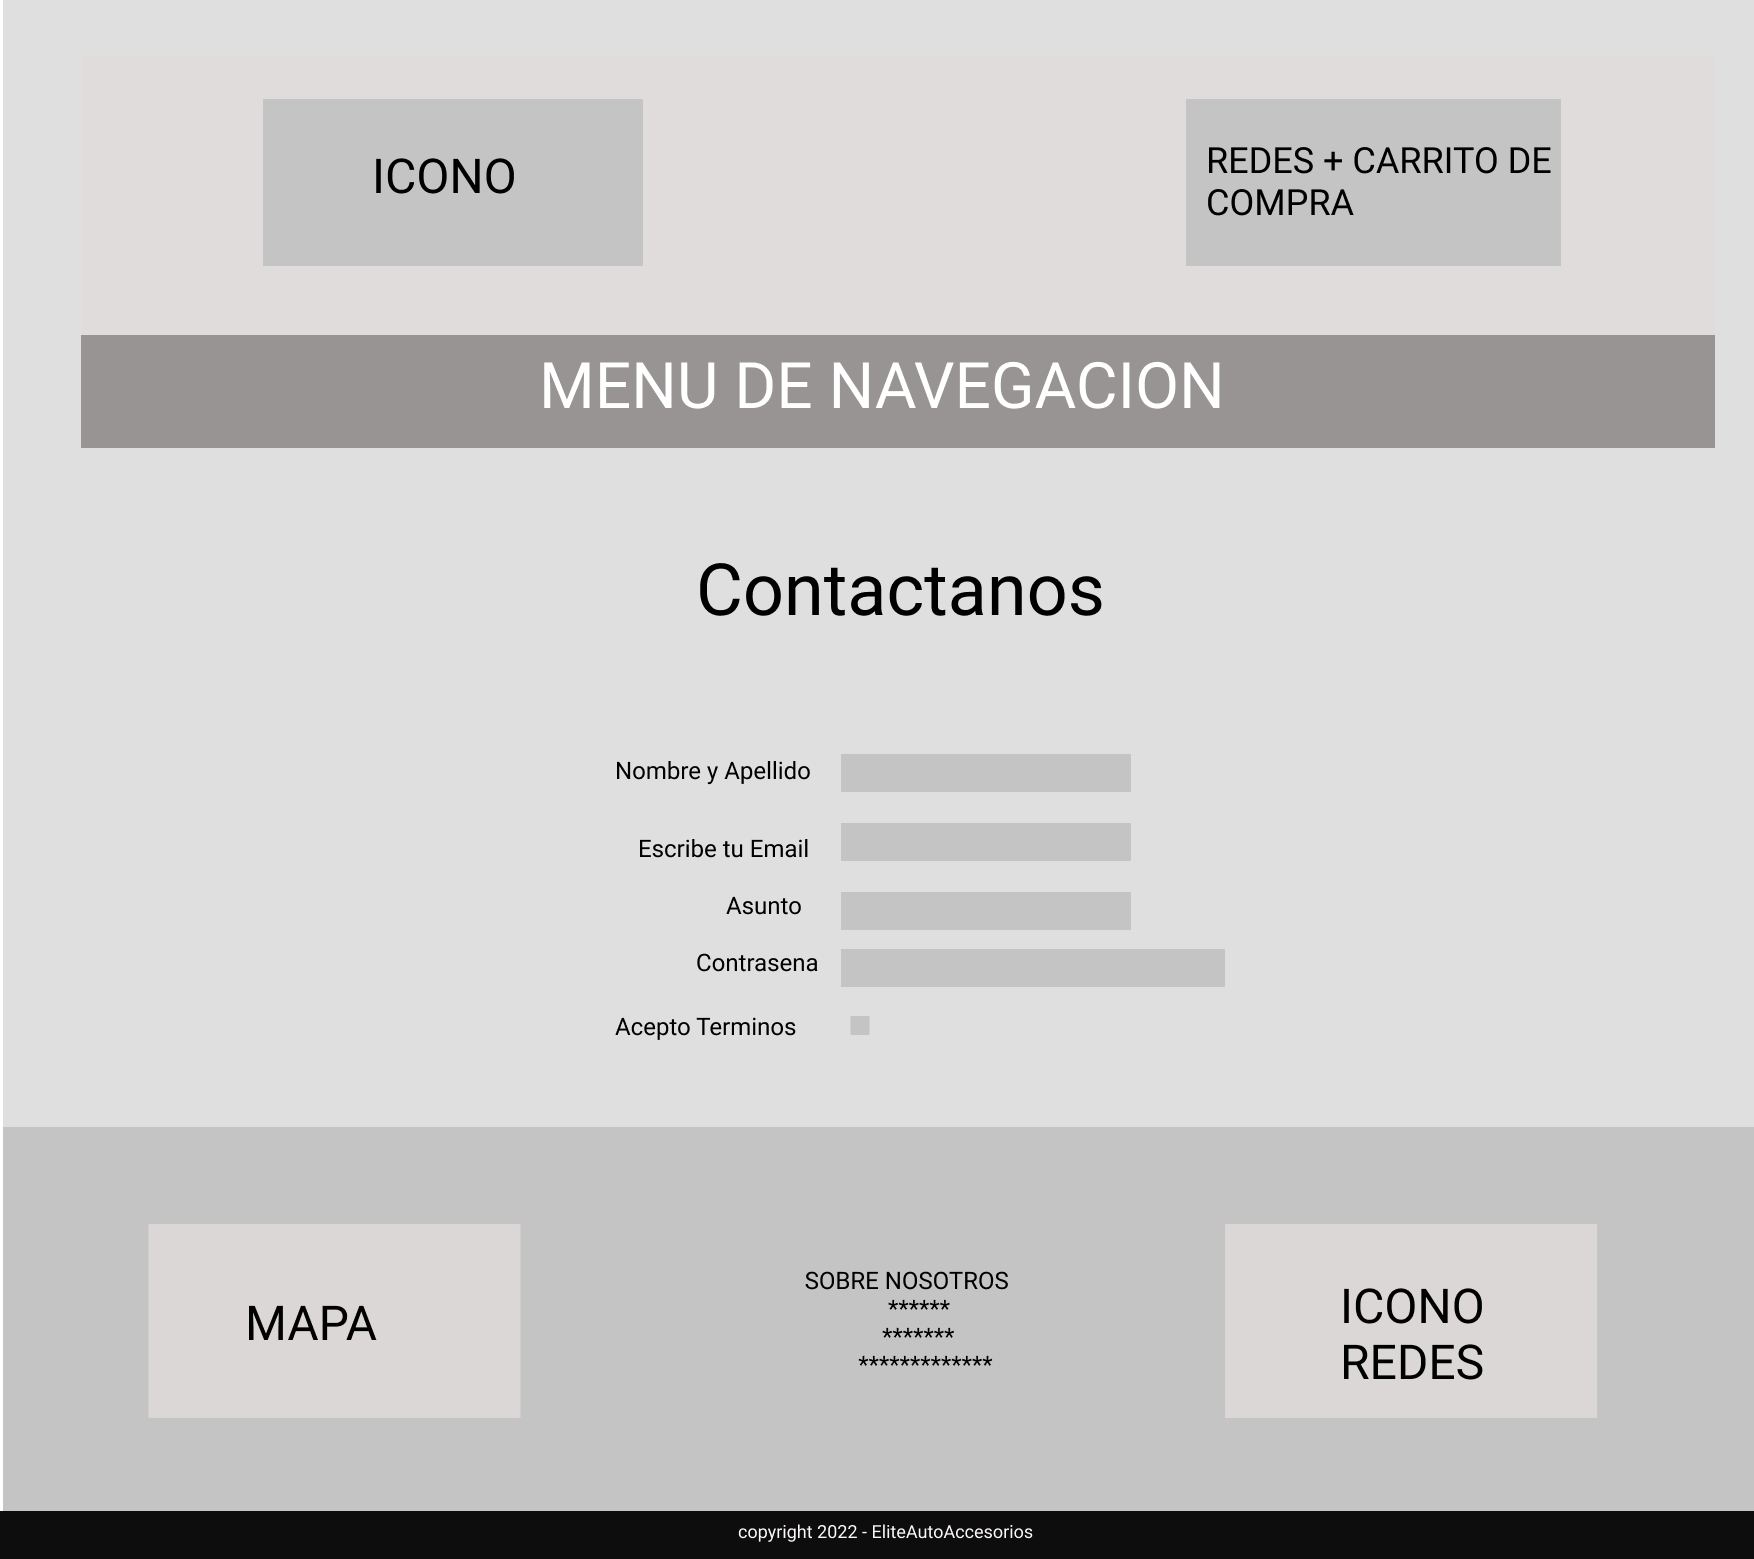 ICONO
REDES + CARRITO DE
COMPRA
MENU DE NAVEGACION
Contactanos
Nombre y Apellido
Escribe tu Email
Asunto
Contrasena
Acepto Terminos
MAPA
SOBRE NOSOTROS
******
*******
*************
ICONO
REDES
copyright 2022 - EliteAutoAccesorios